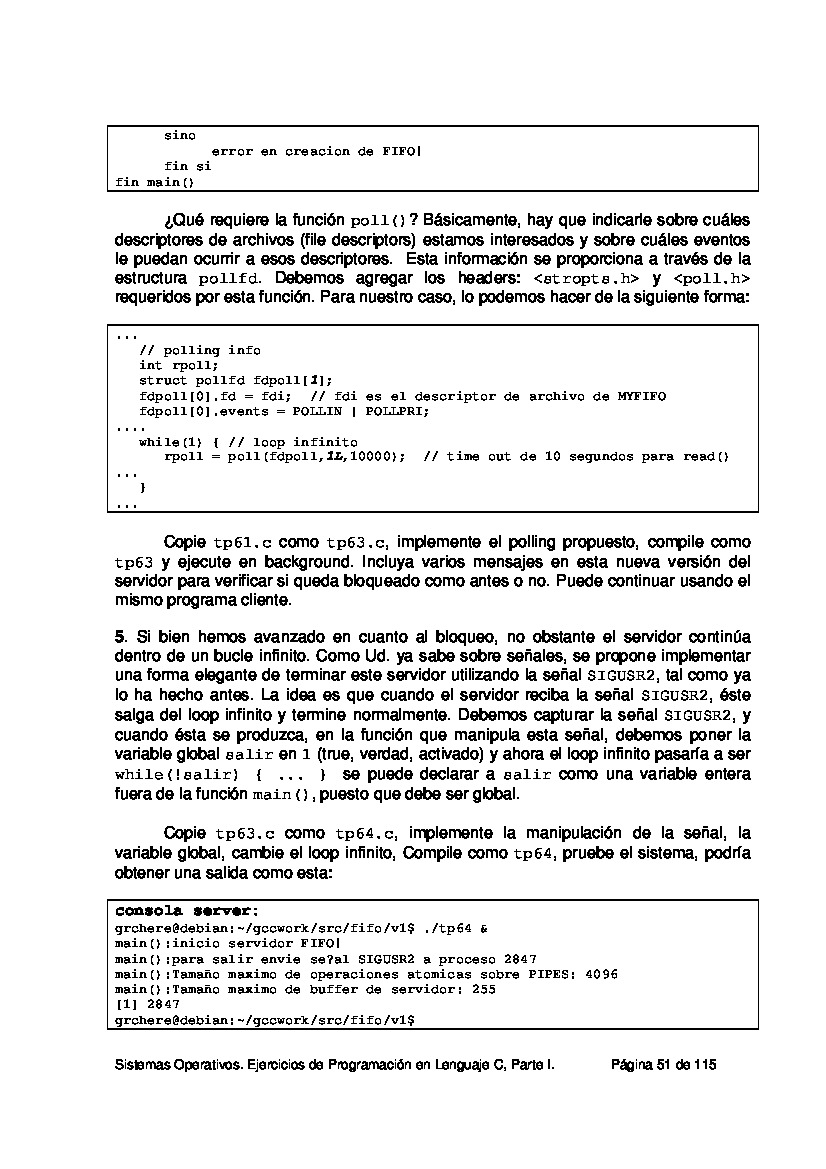 sino
error en creacion de FIFO|
fin si
fin main()
¿Qué requiere la función poll()? Básicamente, hay que indicarle sobre cuáles
descriptores de archivos (file descriptors) estamos interesados y sobre cuáles eventos
le puedan ocurrir a esos descriptores. Esta información se proporciona a través de la
estructura pollfd. Debemos agregar los headers: <stropts.h> y <poll.h>
requeridos por esta función. Para nuestro caso, lo podemos hacer de la siguiente forma:
...
// polling info
int rpoll;
struct pollfd fdpoll[1];
fdpoll[0].fd = fdi; // fdi es el descriptor de archivo de MYFIFO
fdpoll[0].events = POLLIN | POLLPRI;
....
while(1) { // loop infinito
rpoll = poll(fdpoll,1L,10000); // time out de 10 segundos para read()
...
}
...
Copie tp61.c como tp63.c, implemente el polling propuesto, compile como
tp63 y ejecute en background. Incluya varios mensajes en esta nueva versión del
servidor para verificar si queda bloqueado como antes o no. Puede continuar usando el
mismo programa cliente.
5. Si bien hemos avanzado en cuanto al bloqueo, no obstante el servidor continúa
dentro de un bucle infinito. Como Ud. ya sabe sobre señales, se propone implementar
una forma elegante de terminar este servidor utilizando la señal SIGUSR2, tal como ya
lo ha hecho antes. La idea es que cuando el servidor reciba la señal SIGUSR2, éste
salga del loop infinito y termine normalmente. Debemos capturar la señal SIGUSR2, y
cuando ésta se produzca, en la función que manipula esta señal, debemos poner la
variable global salir en 1 (true, verdad, activado) y ahora el loop infinito pasaría a ser
while(!salir) { ... } se puede declarar a salir como una variable entera
fuera de la función main(), puesto que debe ser global.
Copie tp63.c como tp64.c, implemente la manipulación de la señal, la
variable global, cambie el loop infinito, Compile como tp64, pruebe el sistema, podría
obtener una salida como esta:
consola server:
grchere@debian:~/gccwork/src/fifo/v1$ ./tp64 &
main():inicio servidor FIFO|
main():para salir envie se?al SIGUSR2 a proceso 2847
main():Tamaño maximo de operaciones atomicas sobre PIPES: 4096
main():Tamaño maximo de buffer de servidor: 255
[1] 2847
grchere@debian:~/gccwork/src/fifo/v1$
Sistemas Operativos. Ejercicios de Programación en Lenguaje C, Parte I. Página 51 de 115